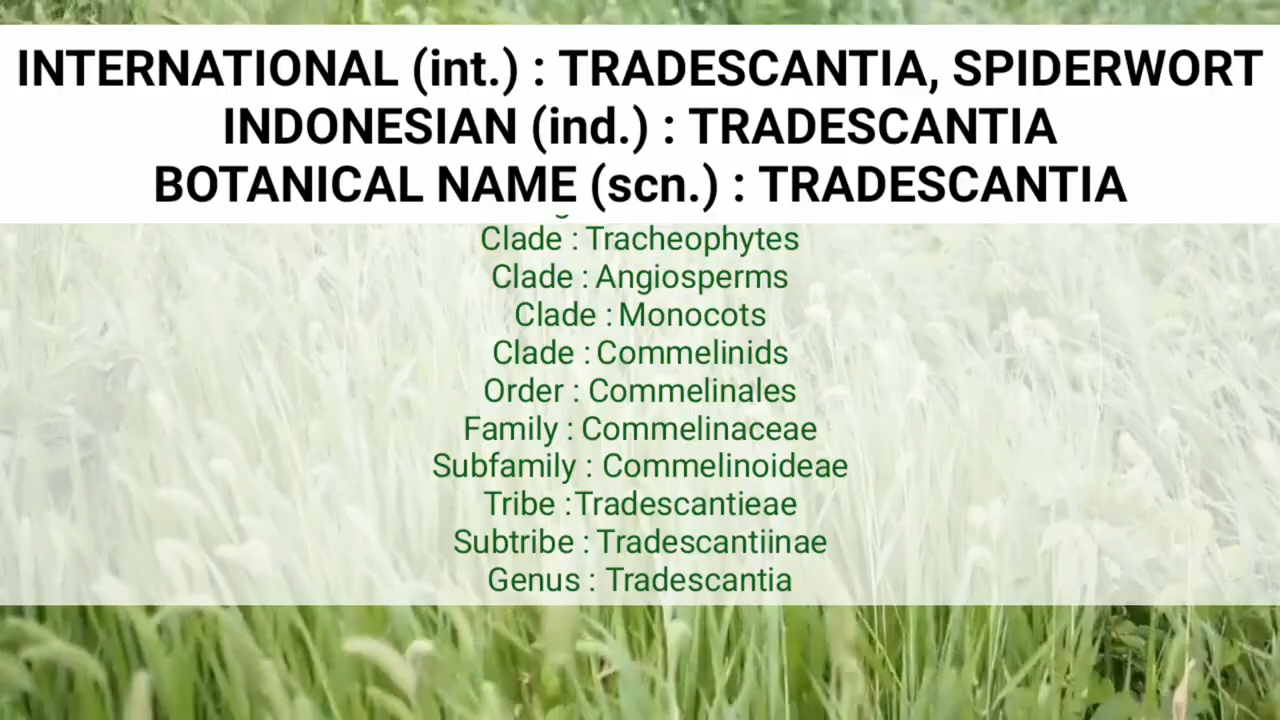 INTERNATIONAL (int.) : TRADESCANTIA, SPIDERWORT
INDONESIAN (ind.) : TRADESCANTIA
BOTANICAL NAME (scn.) : TRADESCANTIA
Clade : Tracheophytes
Clade : Angiosperms
Clade : Monocots
Clade : Commelinids
Order : Commelinales
Family : Commelinaceae
Subfamily : Commelinoideae
Tribe :Tradescantieae
Subtribe : Tradescantiinae
Genus : Tradescantia